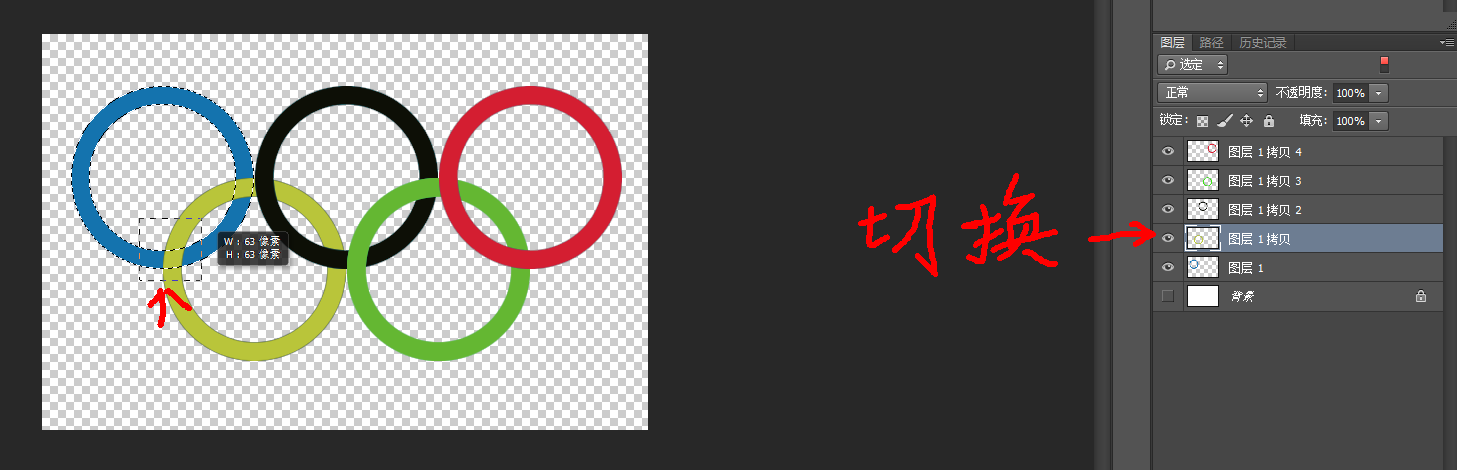 图层 路径 历史记录
选定
正常 不透明度: 100%
锁定: 填充: 100%
图层 1 拷贝 4
图层 1 拷贝 3
图层 1 拷贝 2
图层 1 拷贝
图层 1
背景
W : 63 像素
H : 63 像素
切换